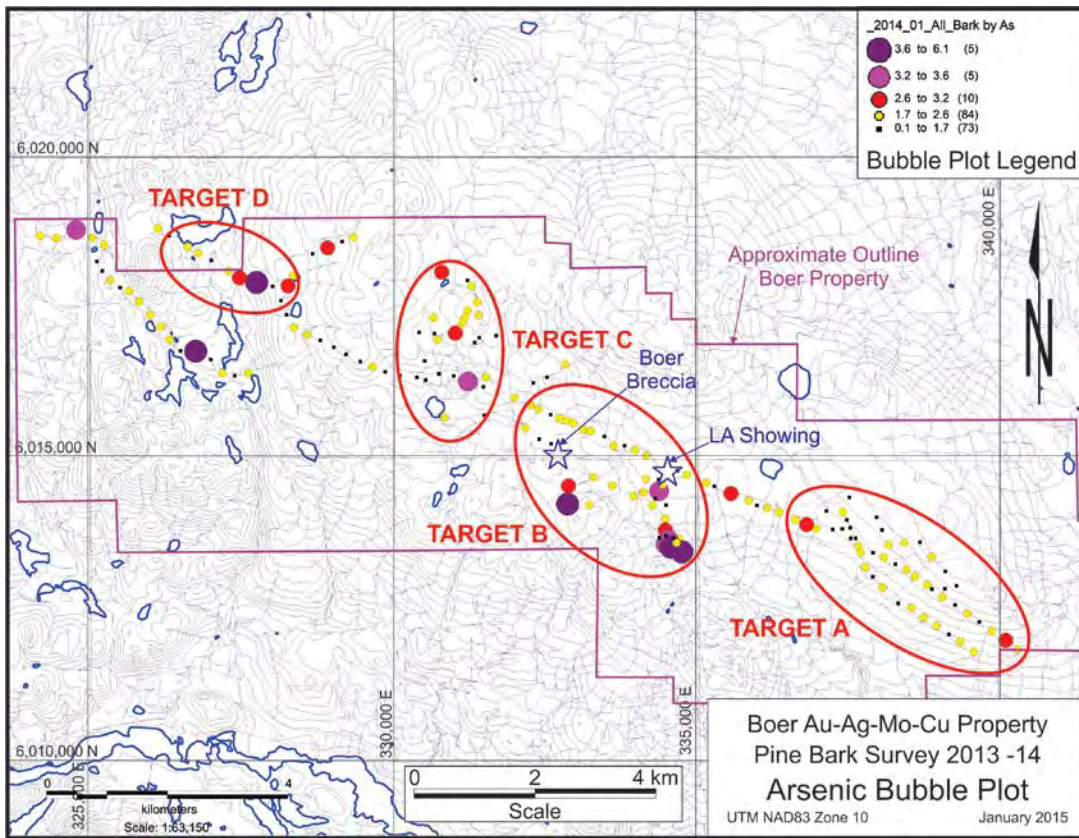 _2014_01_All_Bark by As
3.6 to 6.1 (5)
3.2 to 3.6 (5)
2.6 to 3.2 (10)
1.7 to 2.6 (84)
0.1 to 1.7 (73)
Bubble Plot Legend
6,020,000 N
TARGET D
340,000 E
Approximate Outline
Boer Property
N
TARGET C
Boer
Breccia
LA Showing
6,015,000 N
TARGET B
TARGET A
6,010,000 N
325,000 E
330,000 E
335,000 E
0 4
kilometers
Scale: 1:63,150
0 2 4 km
Scale
Boer Au-Ag-Mo-Cu Property
Pine Bark Survey 2013 -14
Arsenic Bubble Plot
UTM NAD83 Zone 10 January 2015